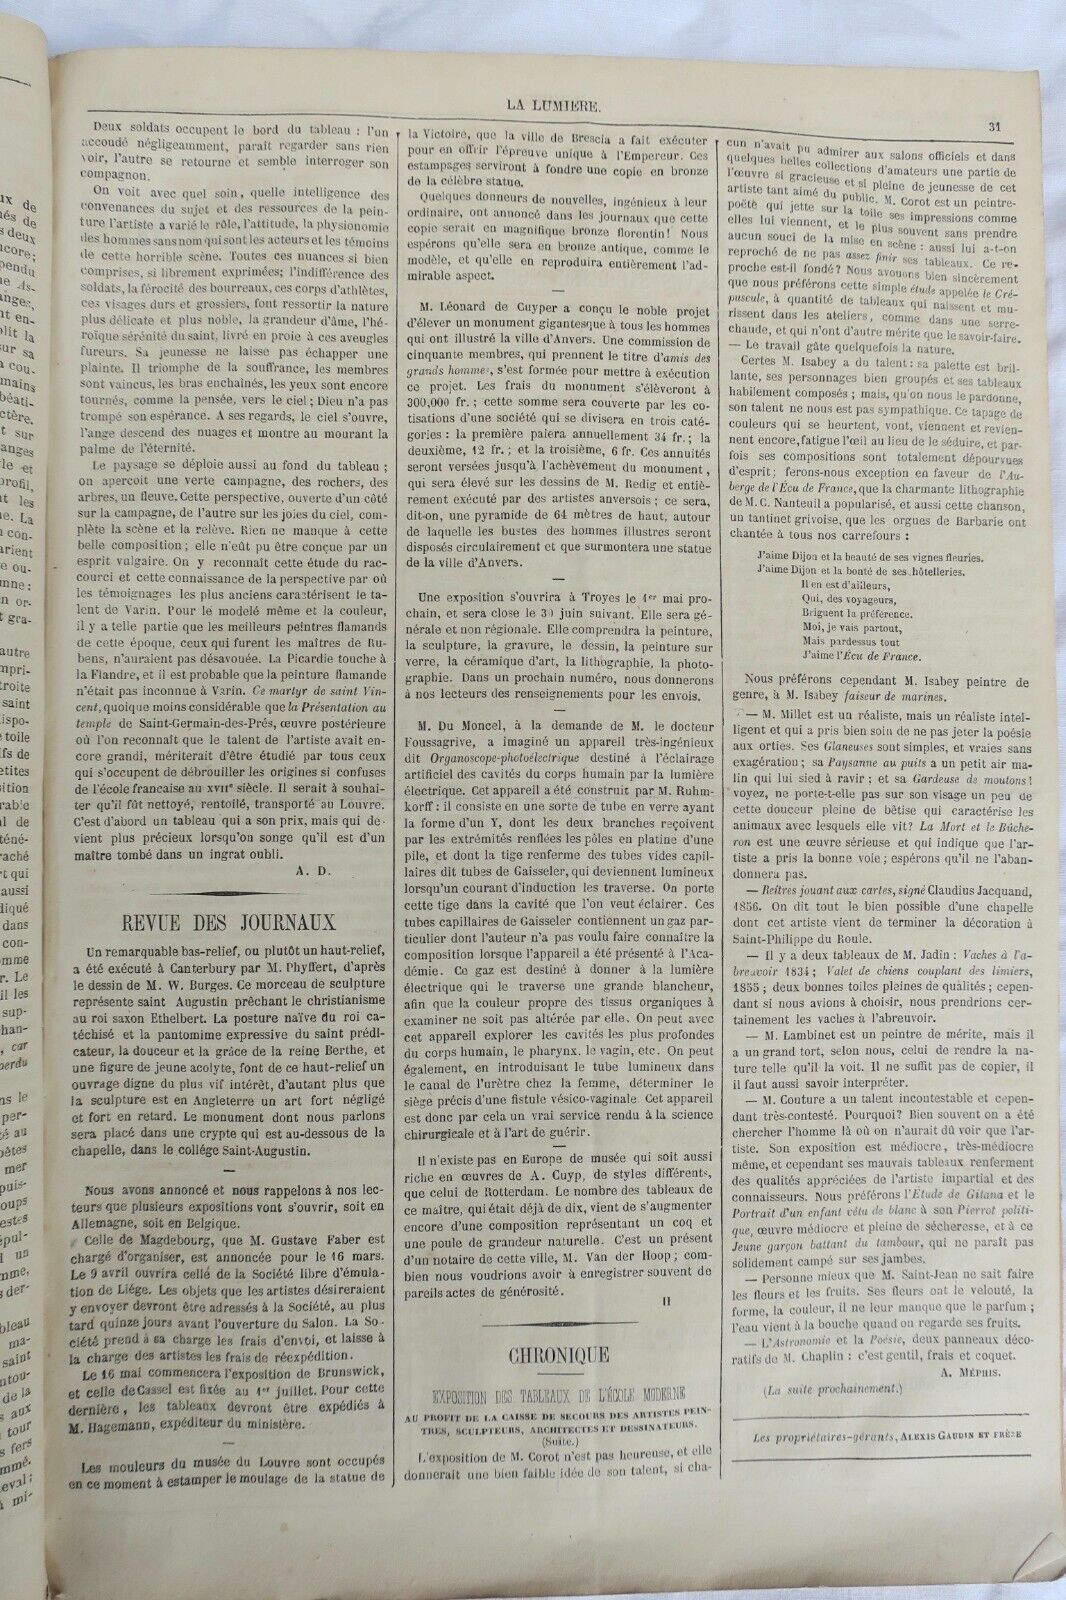 LA LUMIÈRE.
31
Deux soldats occupent le bord du tableau : l'un
accoudé négligeamment, paraît regarder sans rien
voir, l'autre se retourne et semble interroger son
compagnon.
On voit avec quel soin, quelle intelligence des
convenances du sujet et des ressources de la pein-
ture l'artiste a varié le rôle, l'attitude, la physionomie
des hommes sans nom qui sont les acteurs et les témoins
de cette horrible scène. Toutes ces nuances si bien
comprises, si librement exprimées; l'indifférence des
soldats, la férocité des bourreaux, ces corps d'athlètes,
ces visages durs et grossiers, font ressortir la nature
plus délicate et plus noble, la grandeur d'âme, l'hé-
roïque sérénité du saint, livré en proie à ces aveugles
fureurs. Sa jeunesse ne laisse pas échapper une
plainte. Il triomphe de la souffrance, les membres
sont vaincus, les bras enchaînés, les yeux sont encore
tournés, comme la pensée, vers le ciel; Dieu n'a pas
trompé son espérance. A ses regards, le ciel s'ouvre,
l'ange descend des nuages et montre au mourant la
palme de l'éternité.
Le paysage se déploie aussi au fond du tableau ;
on aperçoit une verte campagne, des rochers, des
arbres, un fleuve. Cette perspective, ouverte d'un côté
sur la campagne, de l'autre sur les joies du ciel, com-
plète la scène et la relève. Rien ne manque à cette
belle composition; elle n'eût pu être conçue par un
esprit vulgaire. On y reconnaît cette étude du rac-
courci et cette connaissance de la perspective par où
les témoignages les plus anciens caractérisent le ta-
lent de Varin. Pour le modelé même et la couleur,
il y a telle partie que les meilleurs peintres flamands
de cette époque, ceux qui furent les maîtres de Ru-
bens, n'auraient pas désavouée. La Picardie touche à
la Flandre, et il est probable que la peinture flamande
n'était pas inconnue à Varin. Ce martyr de saint Vin-
cent, quoique moins considérable que la Présentation au
temple de Saint-Germain-des-Prés, œuvre postérieure
où l'on reconnaît que le talent de l'artiste avait en-
core grandi, mériterait d'être étudié par tous ceux
qui s'occupent de débrouiller les origines si confuses
de l'école française au XVIIe siècle. Il serait à souhai-
ter qu'il fût nettoyé, rentoilé, transporté au Louvre.
C'est d'abord un tableau qui a son prix, mais qui de-
vient plus précieux lorsqu'on songe qu'il est d'un
maître tombé dans un ingrat oubli.
A. D.
REVUE DES JOURNAUX
Un remarquable bas-relief, ou plutôt un haut-relief,
a été exécuté à Canterbury par M. Phyffert, d'après
le dessin de M. W. Burges. Ce morceau de sculpture
représente saint Augustin prêchant le christianisme
au roi saxon Ethelbert. La posture naïve du roi ca-
téchisé et la pantomime expressive du saint prédi-
cateur, la douceur et la grâce de la reine Berthe, et
une figure de jeune acolyte, font de ce haut-relief un
ouvrage digne du plus vif intérêt, d'autant plus que
la sculpture est en Angleterre un art fort négligé
et fort en retard. Le monument dont nous parlons
sera placé dans une crypte qui est au-dessous de la
chapelle, dans le collége Saint-Augustin.
—
Nous avons annoncé et nous rappelons à nos lec-
teurs que plusieurs expositions vont s'ouvrir, soit en
Allemagne, soit en Belgique.
Celle de Magdebourg, que M. Gustave Faber est
chargé d'organiser, est annoncée pour le 16 mars.
Le 9 avril ouvrira cellé de la Société libre d'émula-
tion de Liége. Les objets que les artistes désireraient
y envoyer devront être adressés à la Société, au plus
tard quinze jours avant l'ouverture du Salon. La So-
ciété prend à sa charge les frais d'envoi, et laisse à
la charge des artistes les frais de réexpédition.
Le 16 mai commencera l'exposition de Brunswick,
et celle de Cassel est fixée au 1er juillet. Pour cette
dernière, les tableaux devront être expédiés à
M. Hagemann, expéditeur du ministère.
—
Les mouleurs du musée du Louvre sont occupés
en ce moment à estamper le moulage de la statue de
la Victoire, que la ville de Brescia a fait exécuter
pour en offrir l'épreuve unique à l'Empereur. Ces
estampages serviront à fondre une copie en bronze
de la célèbre statue.
Quelques donneurs de nouvelles, ingénieux à leur
ordinaire, ont annoncé dans les journaux que cette
copie serait en magnifique bronze florentin! Nous
espérons qu'elle sera en bronze antique, comme le
modèle, et qu'elle en reproduira entièrement l'ad-
mirable aspect.
—
M. Léonard de Cuyper a conçu le noble projet
d'élever un monument gigantesque à tous les hommes
qui ont illustré la ville d'Anvers. Une commission de
cinquante membres, qui prennent le titre d'amis des
grands hommes, s'est formée pour mettre à exécution
ce projet. Les frais du monument s'élèveront à
300,000 fr.; cette somme sera couverte par les co-
tisations d'une société qui se divisera en trois caté-
gories : la première paiera annuellement 34 fr.; la
deuxième, 12 fr.; et la troisième, 6 fr. Ces annuités
seront versées jusqu'à l'achèvement du monument,
qui sera élevé sur les dessins de M. Redig et entiè-
rement exécuté par des artistes anversois; ce sera,
dit-on, une pyramide de 64 mètres de haut, autour
de laquelle les bustes des hommes illustres seront
disposés circulairement et que surmontera une statue
de la ville d'Anvers.
—
Une exposition s'ouvrira à Troyes le 1er mai pro-
chain, et sera close le 30 juin suivant. Elle sera gé-
nérale et non régionale. Elle comprendra la peinture,
la sculpture, la gravure, le dessin, la peinture sur
verre, la céramique d'art, la lithographie, la photo-
graphie. Dans un prochain numéro, nous donnerons
à nos lecteurs des renseignements pour les envois.
—
M. Du Moncel, à la demande de M. le docteur
Foussagrive, a imaginé un appareil très-ingénieux
dit Organoscope-photoélectrique destiné à l'éclairage
artificiel des cavités du corps humain par la lumière
électrique. Cet appareil a été construit par M. Ruhm-
korff: il consiste en une sorte de tube en verre ayant
la forme d'un Y, dont les deux branches reçoivent
par les extrémités renflées les pôles en platine d'une
pile, et dont la tige renferme des tubes vides capil-
laires dit tubes de Gaisseler, qui deviennent lumineux
lorsqu'un courant d'induction les traverse. On porte
cette tige dans la cavité que l'on veut éclairer. Ces
tubes capillaires de Gaisseler contiennent un gaz par-
ticulier dont l'auteur n'a pas voulu faire connaître la
composition lorsque l'appareil a été présenté à l'Aca-
démie. Ce gaz est destiné à donner à la lumière
électrique qui le traverse une grande blancheur,
afin que la couleur propre des tissus organiques à
examiner ne soit pas altérée par elle. On peut avec
cet appareil explorer les cavités les plus profondes
du corps humain, le pharynx, le vagin, etc. On peut
également, en introduisant le tube lumineux dans
le canal de l'urètre chez la femme, déterminer le
siège précis d'une fistule vésico-vaginale. Cet appareil
est donc par cela un vrai service rendu à la science
chirurgicale et à l'art de guérir.
—
Il n'existe pas en Europe de musée qui soit aussi
riche en œuvres de A. Cuyp, de styles différents,
que celui de Rotterdam. Le nombre des tableaux de
ce maître, qui était déjà de dix, vient de s'augmenter
encore d'une composition représentant un coq et
une poule de grandeur naturelle. C'est un présent
d'un notaire de cette ville, M. Van der Hoop; com-
bien nous voudrions avoir à enregistrer souvent de
pareils actes de générosité.
H
CHRONIQUE
EXPOSITION DES TABLEAUX DE L'ÉCOLE MODERNE
AU PROFIT DE LA CAISSE DE SECOURS DES ARTISTES PEIN-
TRES, SCULPTEURS, ARCHITECTES ET DESSINATEURS.
(Suite.)
L'exposition de M. Corot n'est pas heureuse, et elle
donnerait une bien faible idée de son talent, si cha-
cun n'avait pu admirer aux salons officiels et dans
quelques belles collections d'amateurs une partie de
l'œuvre si gracieuse et si pleine de jeunesse de cet
artiste tant aimé du public. M. Corot est un peintre-
poëte qui jette sur la toile ses impressions comme
elles lui viennent, et le plus souvent sans prendre
aucun souci de la mise en scène : aussi lui a-t-on
reproché de ne pas assez finir ses tableaux. Ce re-
proche est-il fondé? Nous avouons bien sincèrement
que nous préférons cette simple étude appelée le Cré-
puscule, à quantité de tableaux qui naissent et mu-
rissent dans les ateliers, comme dans une serre-
chaude, et qui n'ont d'autre mérite que le savoir-faire.
— Le travail gâte quelquefois la nature.
Certes M. Isabey a du talent: sa palette est bril-
lante, ses personnages bien groupés et ses tableaux
habilement composés; mais, qu'on nous le pardonne,
son talent ne nous est pas sympathique. Ce tapage de
couleurs qui se heurtent, vont, viennent et revien-
nent encore, fatigue l'œil au lieu de le séduire, et par-
fois ses compositions sont totalement dépourvues
d'esprit; ferons-nous exception en faveur de l'Au-
berge de l'Écu de France, que la charmante lithographie
de M. C. Nanteuil a popularisé, et aussi cette chanson,
un tantinet grivoise, que les orgues de Barbarie ont
chantée à tous nos carrefours :
J'aime Dijon et la beauté de ses vignes fleuries.
J'aime Dijon et la bonté de ses hôtelleries.
Il en est d'ailleurs,
Qui, des voyageurs,
Briguent la préférence.
Moi, je vais partout,
Mais pardessus tout
J'aime l'Écu de France.
Nous préférons cependant M. Isabey peintre de
genre, à M. Isabey faiseur de marines.
— M. Millet est un réaliste, mais un réaliste intel-
ligent et qui a pris bien soin de ne pas jeter la poésie
aux orties. Ses Glaneuses sont simples, et vraies sans
exagération; sa Paysanne au puits a un petit air ma-
lin qui lui sied à ravir; et sa Gardeuse de moutons!
voyez, ne porte-t-elle pas sur son visage un peu de
cette douceur pleine de bêtise qui caractérise les
animaux avec lesquels elle vit? La Mort et le Bûche-
ron est une œuvre sérieuse et qui indique que l'ar-
tiste a pris la bonne voie; espérons qu'il ne l'aban-
donnera pas.
— Reîtres jouant aux cartes, signé Claudius Jacquand,
1856. On dit tout le bien possible d'une chapelle
dont cet artiste vient de terminer la décoration à
Saint-Philippe du Roule.
— Il y a deux tableaux de M. Jadin : Vaches à l'a-
breuvoir 1834; Valet de chiens couplant des limiers,
1855; deux bonnes toiles pleines de qualités; cepen-
dant si nous avions à choisir, nous prendrions cer-
tainement les vaches à l'abreuvoir.
— M. Lambinet est un peintre de mérite, mais il
a un grand tort, selon nous, celui de rendre la na-
ture telle qu'il la voit. Il ne suffit pas de copier, il
il faut aussi savoir interpréter.
— M. Couture a un talent incontestable et cepen-
dant très-contesté. Pourquoi? Bien souvent on a été
chercher l'homme là où on n'aurait dû voir que l'ar-
tiste. Son exposition est médiocre, très-médiocre
même, et cependant ses mauvais tableaux renferment
des qualités appréciées de l'artiste impartial et des
connaisseurs. Nous préférons l'Étude de Gitana et le
Portrait d'un enfant vêtu de blanc à son Pierrot politi-
que, œuvre médiocre et pleine de sécheresse, et à ce
Jeune garçon battant du tambour, qui ne paraît pas
solidement campé sur ses jambes.
— Personne mieux que M. Saint-Jean ne sait faire
les fleurs et les fruits. Ses fleurs ont le velouté, la
forme, la couleur, il ne leur manque que le parfum;
l'eau vient à la bouche quand on regarde ses fruits.
— L'Astronomie et la Poésie, deux panneaux déco-
ratifs de M. Chaplin : c'est gentil, frais et coquet.
A. MÉPHIS.
(La suite prochainement.)
Les propriétaires-gérants, ALEXIS GAUDIN ET FRÈRE